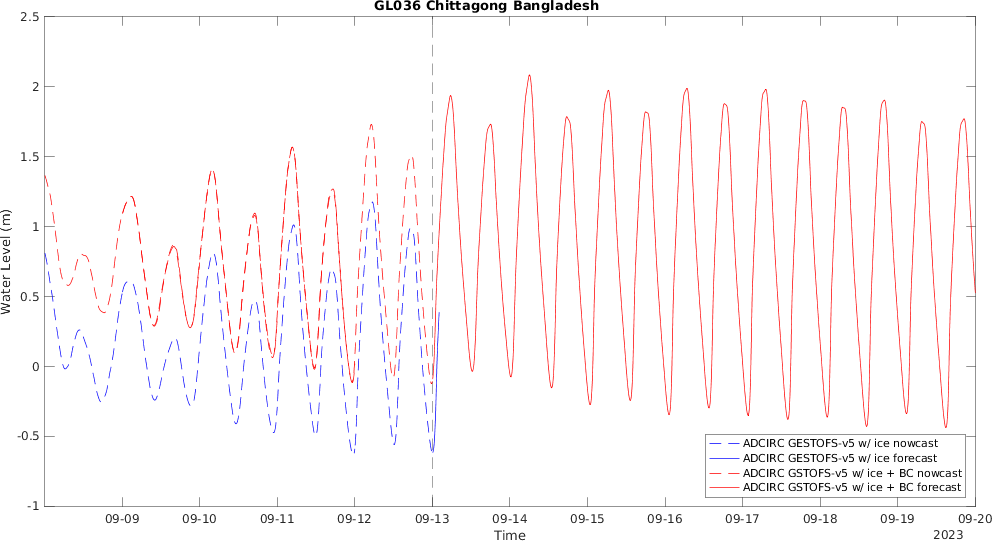 GL036 Chittagong Bangladesh
2.5
2
1.5
1
0.5
0
-0.5
-1
Water Level (m)
ADCIRC GESTOFS-v5 w/ ice nowcast
ADCIRC GESTOFS-v5 w/ ice forecast
ADCIRC GSTOFS-v5 w/ ice + BC nowcast
ADCIRC GSTOFS-v5 w/ ice + BC forecast
09-09 09-10 09-11 09-12 09-13 09-14 09-15 09-16 09-17 09-18 09-19 09-20
Time
2023